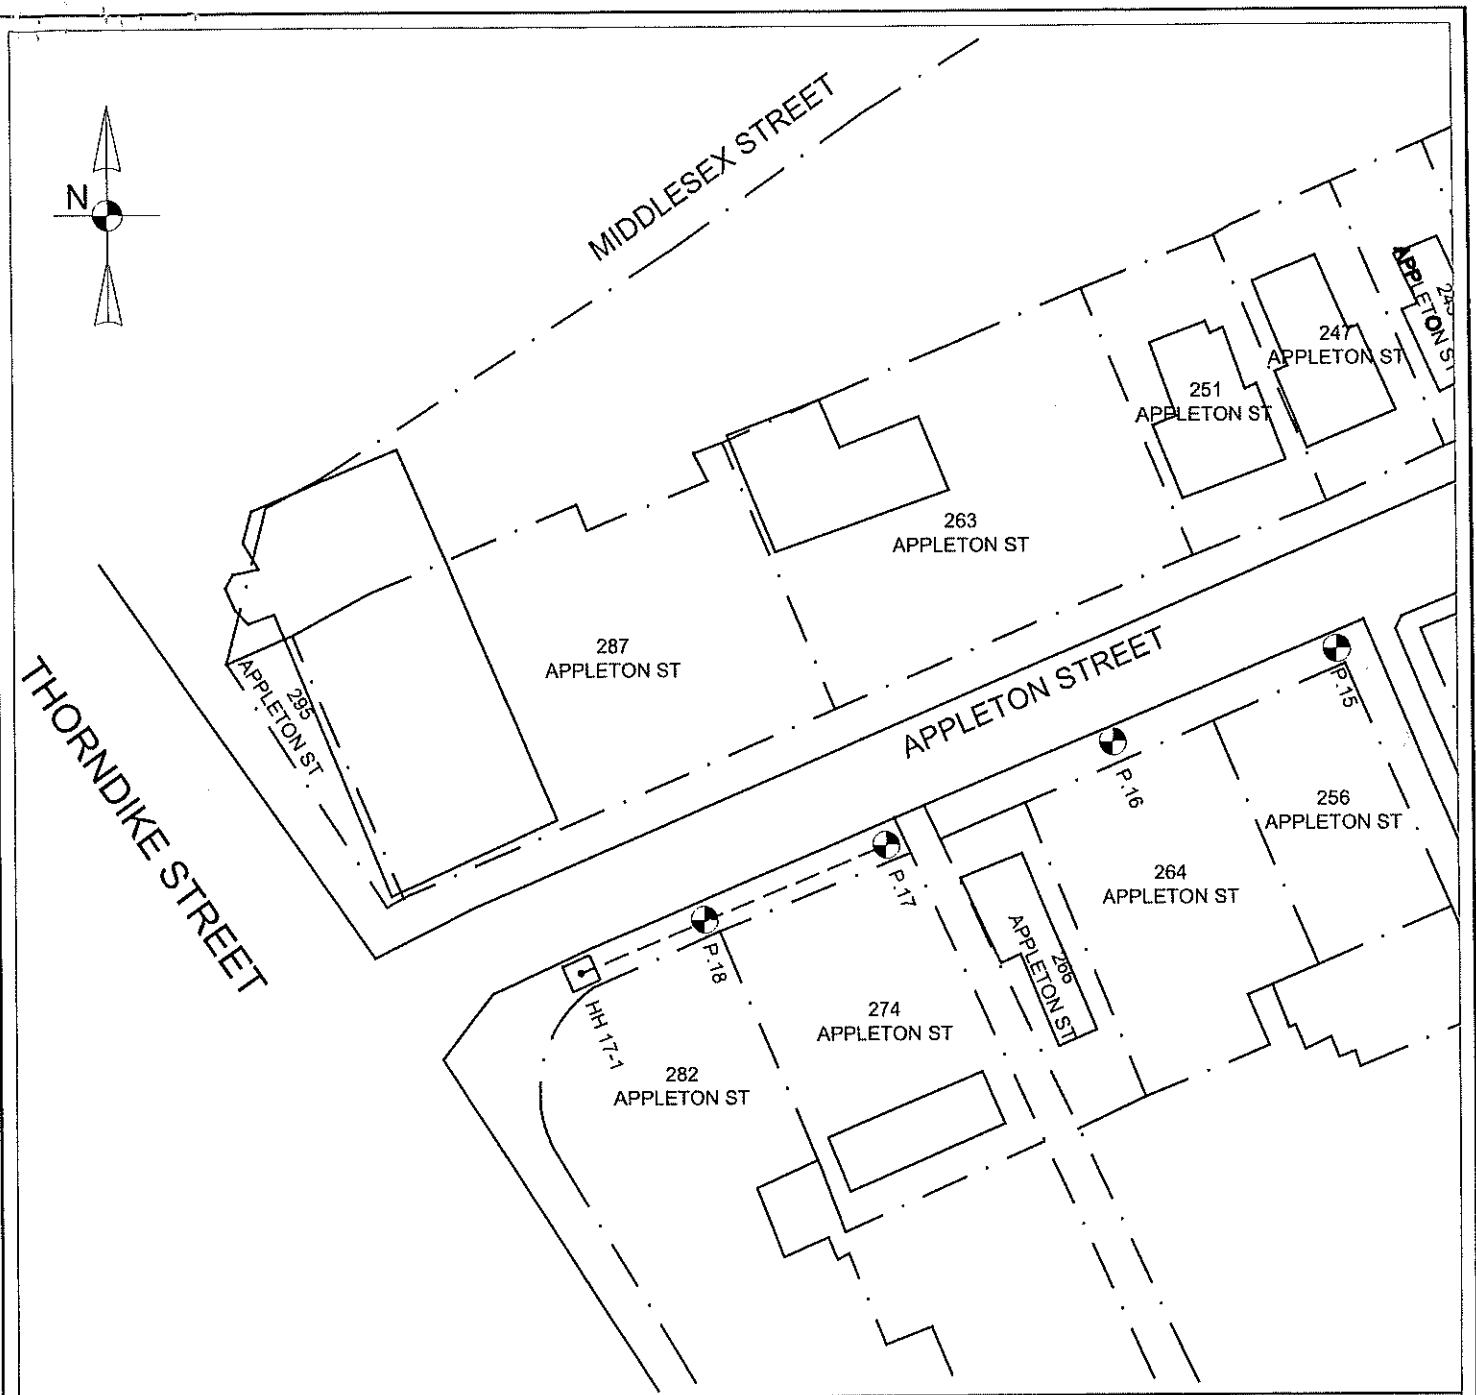 MIDDLESEX STREET
N
247
APPLETON ST
APPLETON ST
251
APPLETON ST
263
APPLETON ST
287
APPLETON ST
295
APPLETON ST
THORNDIKE STREET
APPLETON STREET
P.15
P.16
256
APPLETON ST
264
APPLETON ST
P.17
266
APPLETON ST
P.18
HH 17-1
274
APPLETON ST
282
APPLETON ST